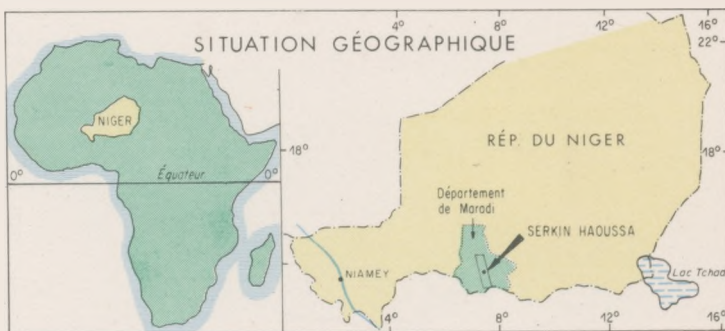 SITUATION GÉOGRAPHIQUE
NIGER
0°
Équateur
0°
4°
8°
12°
16°
22°
18°
18°
RÉP. DU NIGER
Département
de Maradi
SERKIN HAOUSSA
NIAMEY
Lac Tchad
4°
8°
12°
16°